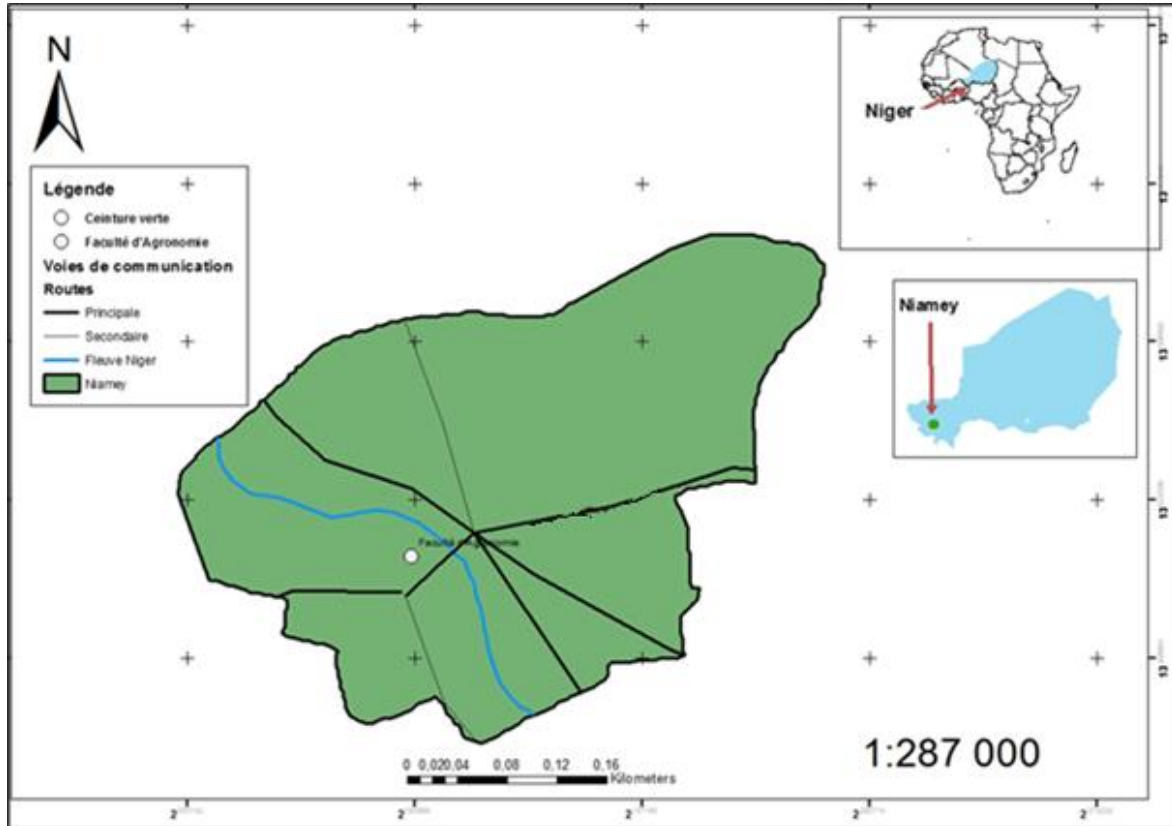 N
Légende
Ceinture verte
Faculté d'Agronomie
Voies de communication
Routes
Principale
Secondaire
Fleuve Niger
Niamey
Niger
Niamey
Faculté d'Agronomie
0 0,020,04 0,08 0,12 0,16
Kilometers
1:287 000